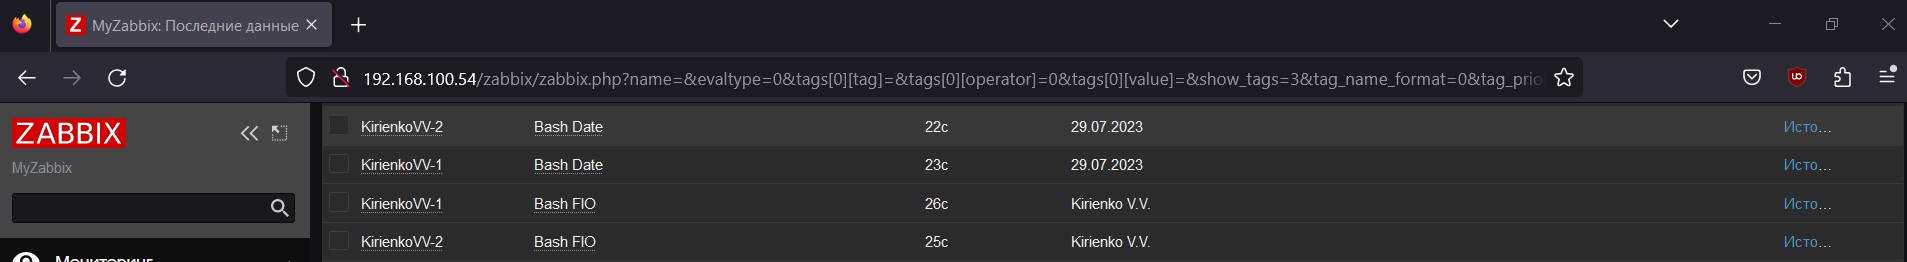 MyZabbix: Последние данные
192.168.100.54/zabbix/zabbix.php?name=&evaltype=0&tags[0][tag]=&tags[0][operator]=0&tags[0][value]=&show_tags=3&tag_name_format=0&tag_prio
ZABBIX
MyZabbix
Мониторинг
KirienkoVV-2 Bash Date 22с 29.07.2023 Исто...
KirienkoVV-1 Bash Date 23с 29.07.2023 Исто...
KirienkoVV-1 Bash FIO 26с Kirienko V.V. Исто...
KirienkoVV-2 Bash FIO 25с Kirienko V.V. Исто...